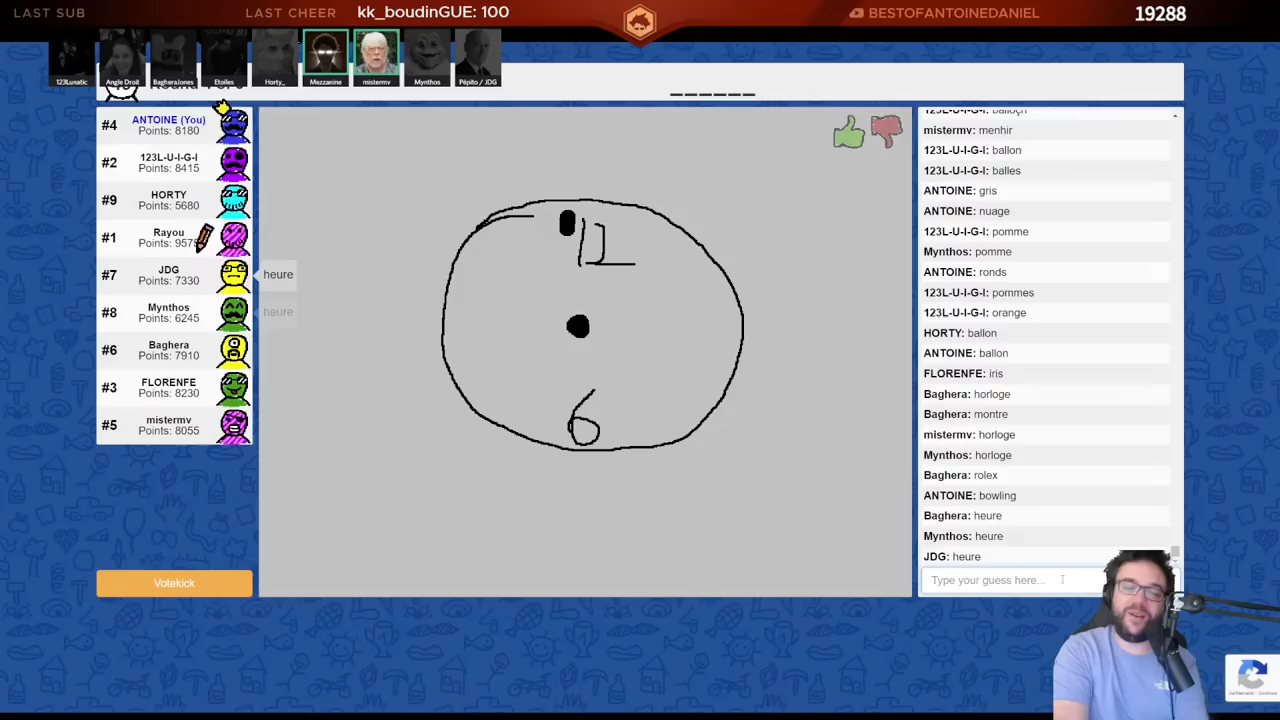 LAST SUB
LAST CHEER
kk_boudinGUE: 100
BESTOFANTOINEDANIEL
19288
123Lunatic
Angle Droit
BagheraJones
Etoiles
Horty_
Mezzanine
mistermv
Mynthos
Pépito / JDG
______
#4
ANTOINE (You)
Points: 8180
#2
123L-U-I-G-I
Points: 8415
#9
HORTY
Points: 5680
#1
Rayou
#7
JDG
Points: 7330
heure
#8
Mynthos
Points: 6245
heure
#6
Baghera
Points: 7910
#3
FLORENFE
Points: 8230
#5
mistermv
Points: 8055
Votekick
12
6
mistermv: menhir
123L-U-I-G-I: ballon
123L-U-I-G-I: balles
ANTOINE: gris
ANTOINE: nuage
123L-U-I-G-I: pomme
Mynthos: pomme
ANTOINE: ronds
123L-U-I-G-I: pommes
123L-U-I-G-I: orange
HORTY: ballon
ANTOINE: ballon
FLORENFE: iris
Baghera: horloge
Baghera: montre
mistermv: horloge
Mynthos: horloge
Baghera: rolex
ANTOINE: bowling
Baghera: heure
Mynthos: heure
JDG: heure
Type your guess here...